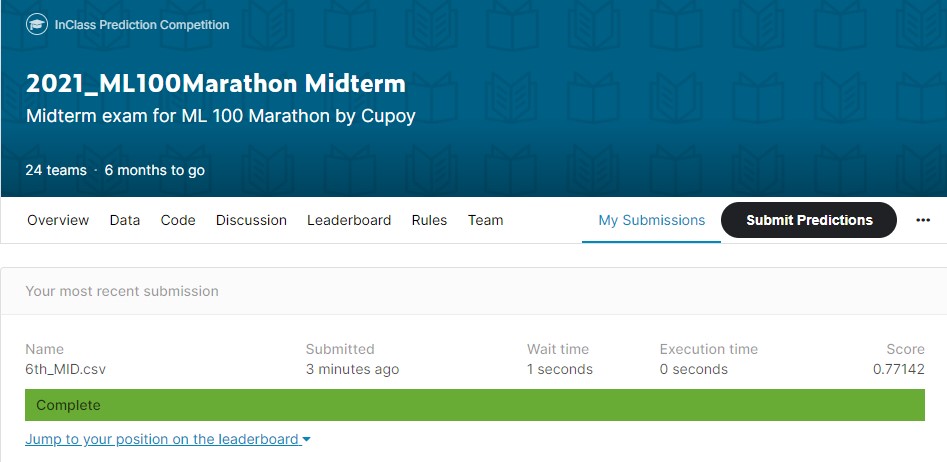 InClass Prediction Competition
2021_ML100Marathon Midterm
Midterm exam for ML 100 Marathon by Cupoy
24 teams · 6 months to go
Overview Data Code Discussion Leaderboard Rules Team My Submissions Submit Predictions ...
Your most recent submission
Name Submitted Wait time Execution time Score
6th_MID.csv 3 minutes ago 1 seconds 0 seconds 0.77142
Complete
Jump to your position on the leaderboard